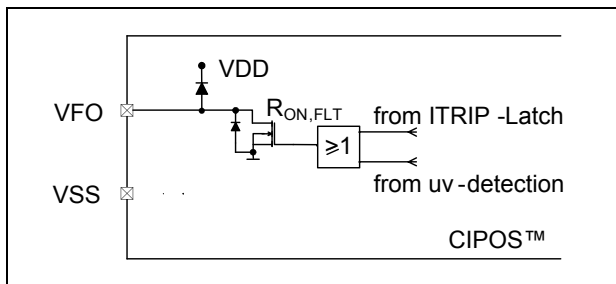 VDD
VFO
RON,FLT
from ITRIP -Latch
≥1
from uv -detection
VSS
CIPOS™